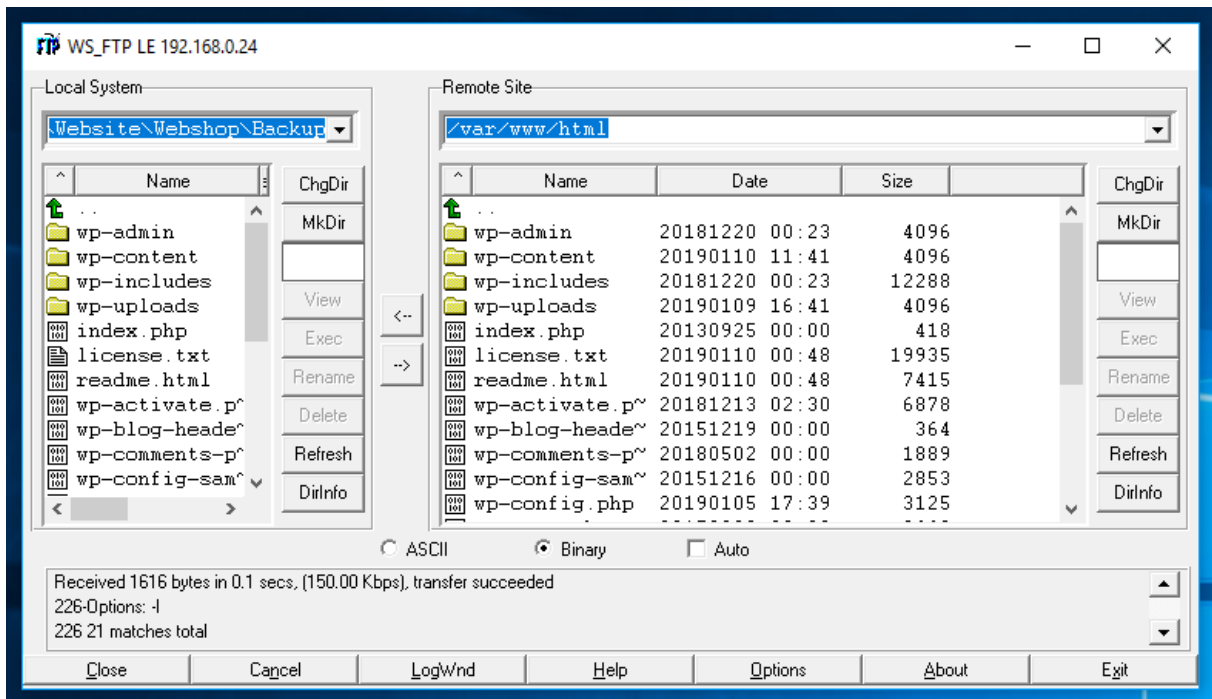 WS_FTP LE 192.168.0.24
Local System
\Website\Webshop\Backup
^ Name
ChgDir
MkDir
View
Exec
Rename
Delete
Refresh
DirInfo
..
wp-admin
wp-content
wp-includes
wp-uploads
index.php
license.txt
readme.html
wp-activate.p~
wp-blog-heade~
wp-comments-p~
wp-config-sam~
<--
-->
Remote Site
/var/www/html
^ Name Date Size
..
wp-admin 20181220 00:23 4096
wp-content 20190110 11:41 4096
wp-includes 20181220 00:23 12288
wp-uploads 20190109 16:41 4096
index.php 20130925 00:00 418
license.txt 20190110 00:48 19935
readme.html 20190110 00:48 7415
wp-activate.p~ 20181213 02:30 6878
wp-blog-heade~ 20151219 00:00 364
wp-comments-p~ 20180502 00:00 1889
wp-config-sam~ 20151216 00:00 2853
wp-config.php 20190105 17:39 3125
ChgDir
MkDir
View
Exec
Rename
Delete
Refresh
DirInfo
ASCII Binary Auto
Received 1616 bytes in 0.1 secs, (150.00 Kbps), transfer succeeded
226-Options: -l
226 21 matches total
Close Cancel LogWnd Help Options About Exit